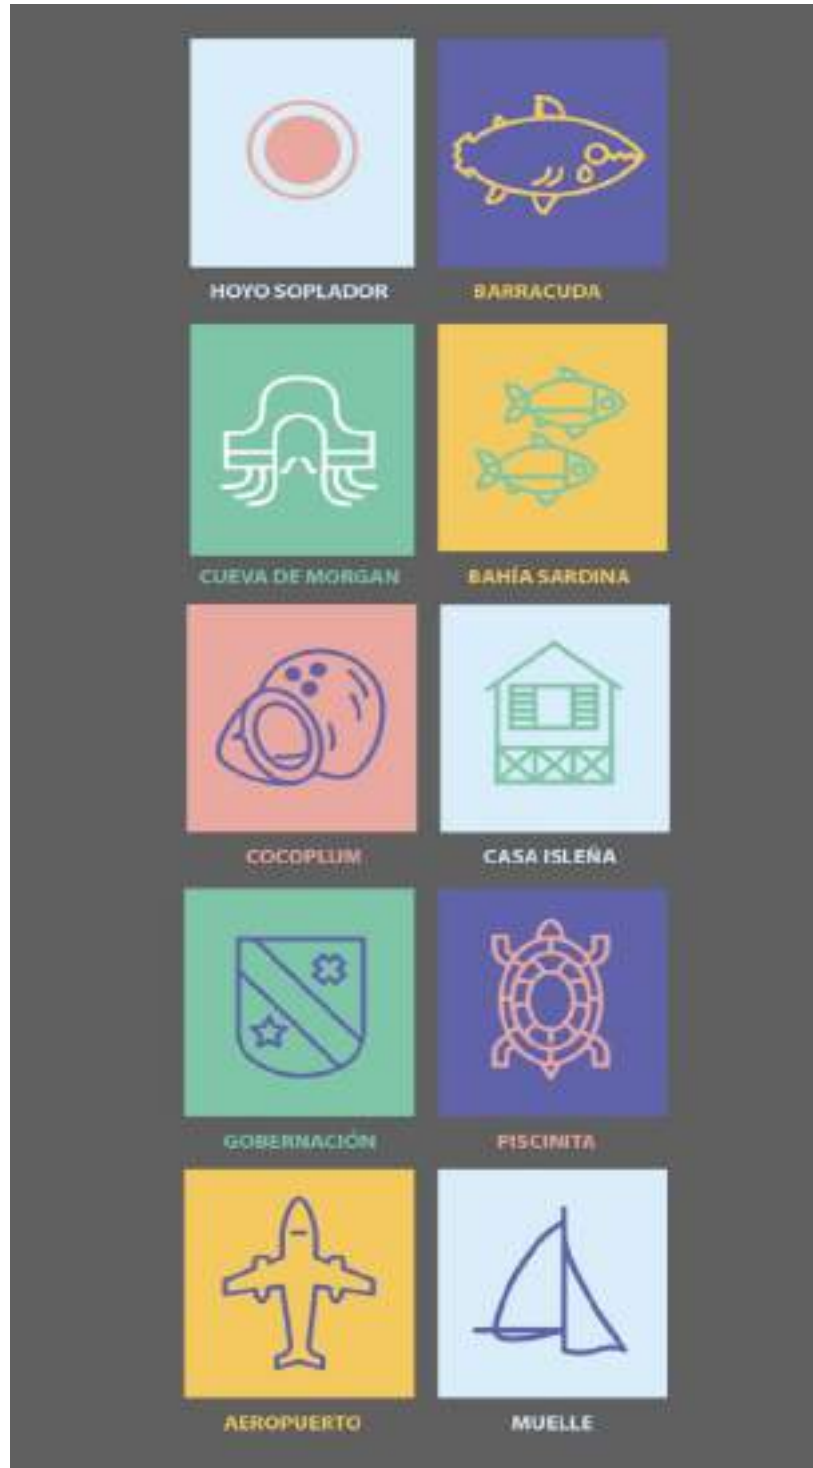 HOYO SOPLADOR
BARRACUDA
CUEVA DE MORGAN
BAHÍA SARDINA
COCOPLUM
CASA ISLEÑA
GOBERNACIÓN
PISCINITA
AEROPUERTO
MUELLE